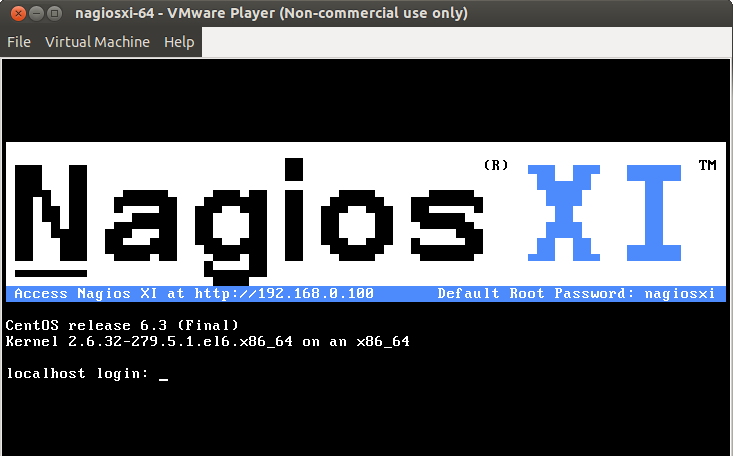 nagiosxi-64 - VMware Player (Non-commercial use only)
File Virtual Machine Help
Nagios (R) XI TM
Access Nagios XI at http://192.168.0.100 Default Root Password: nagiosxi
CentOS release 6.3 (Final)
Kernel 2.6.32-279.5.1.el6.x86_64 on an x86_64
localhost login: _